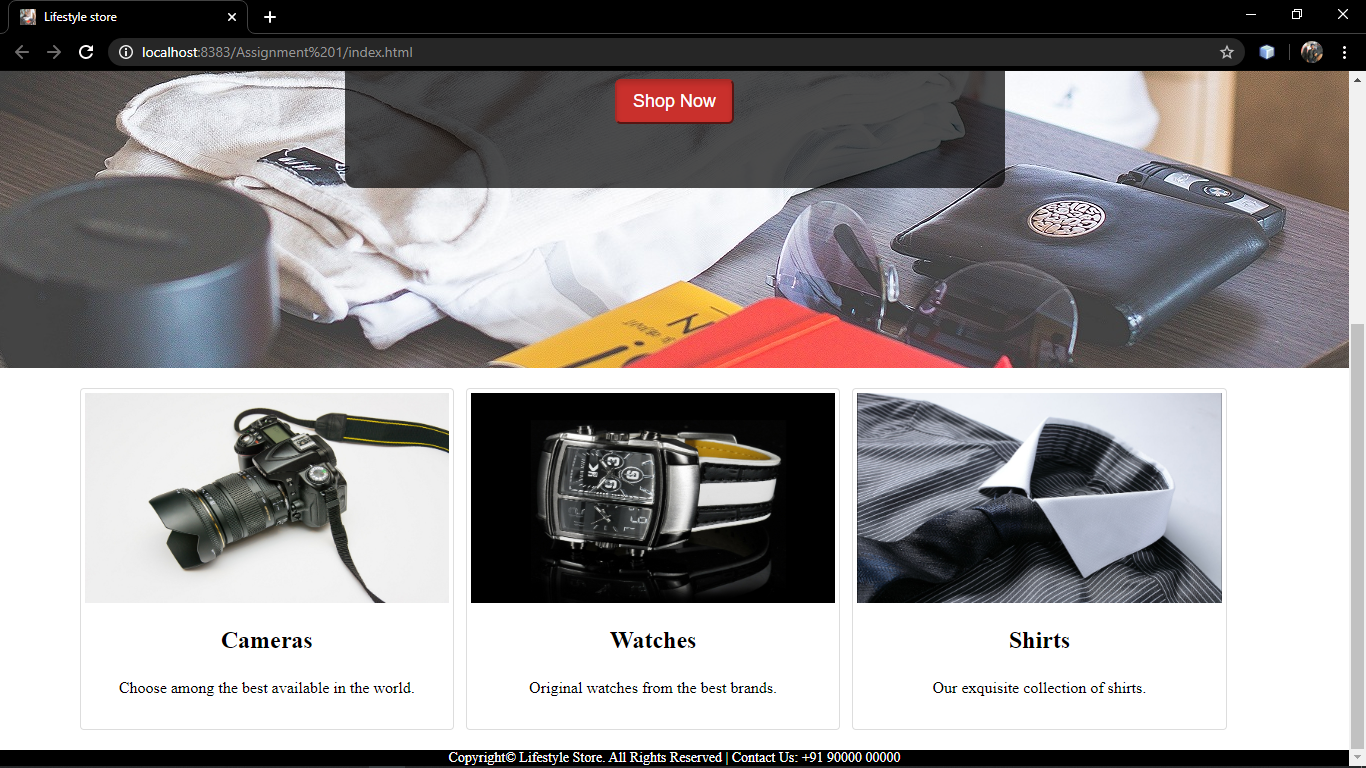 Lifestyle store
localhost:8383/Assignment%201/index.html
Shop Now
Cameras
Choose among the best available in the world.
Watches
Original watches from the best brands.
Shirts
Our exquisite collection of shirts.
Copyright© Lifestyle Store. All Rights Reserved | Contact Us: +91 90000 00000